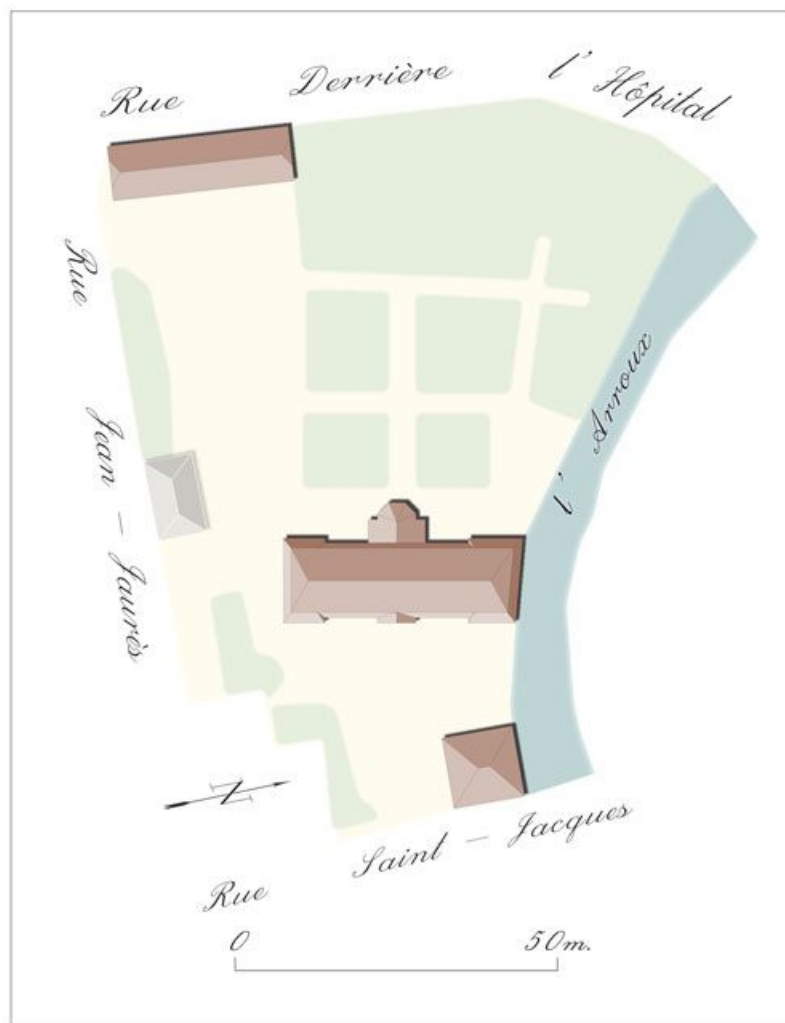 Rue Derrière l'Hôpital
Rue Jean-Jaurès
l'Arroux
N
Rue Saint-Jacques
0 50m.